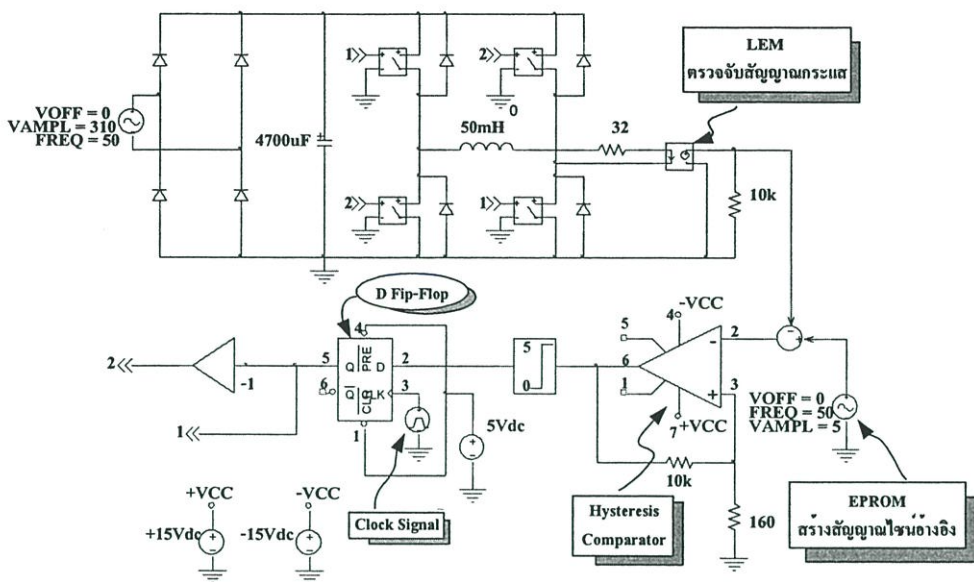 LEM
ตรวจจับสัญญาณกระแส
1
2
0
VOFF = 0
VAMPL = 310
FREQ = 50
4700uF
+
50mH
32
10k
2
1
D Fip-Flop
4
-VCC
4
5
2
2
5
Q
PRE
D
2
5
0
6
-
-
+
-1
6
Q
CLR
CLK
3
1
+
3
1
1
5Vdc
7
+VCC
VOFF = 0
FREQ = 50
VAMPL = 5
10k
+VCC
-VCC
+15Vdc
-15Vdc
Clock Signal
Hysteresis
Comparator
160
EPROM
สร้างสัญญาณไซน์อ้างอิง